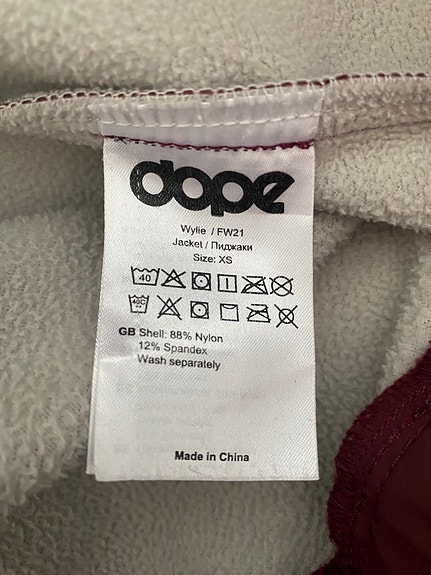 dope
Wylie / FW21
Jacket / Пиджаки
Size: XS
40
40C
GB Shell: 88% Nylon
12% Spandex
Wash separately
Made in China